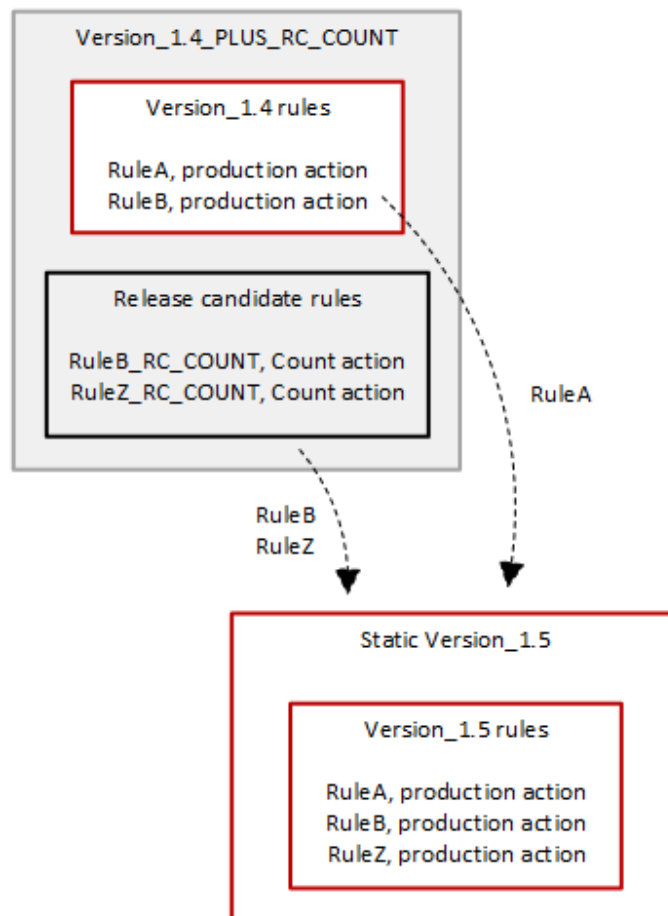 Version_1.4_PLUS_RC_COUNT
Version_1.4 rules
RuleA, production action
RuleB, production action
Release candidate rules
RuleB_RC_COUNT, Count action
RuleZ_RC_COUNT, Count action
RuleA
RuleB
RuleZ
Static Version_1.5
Version_1.5 rules
RuleA, production action
RuleB, production action
RuleZ, production action